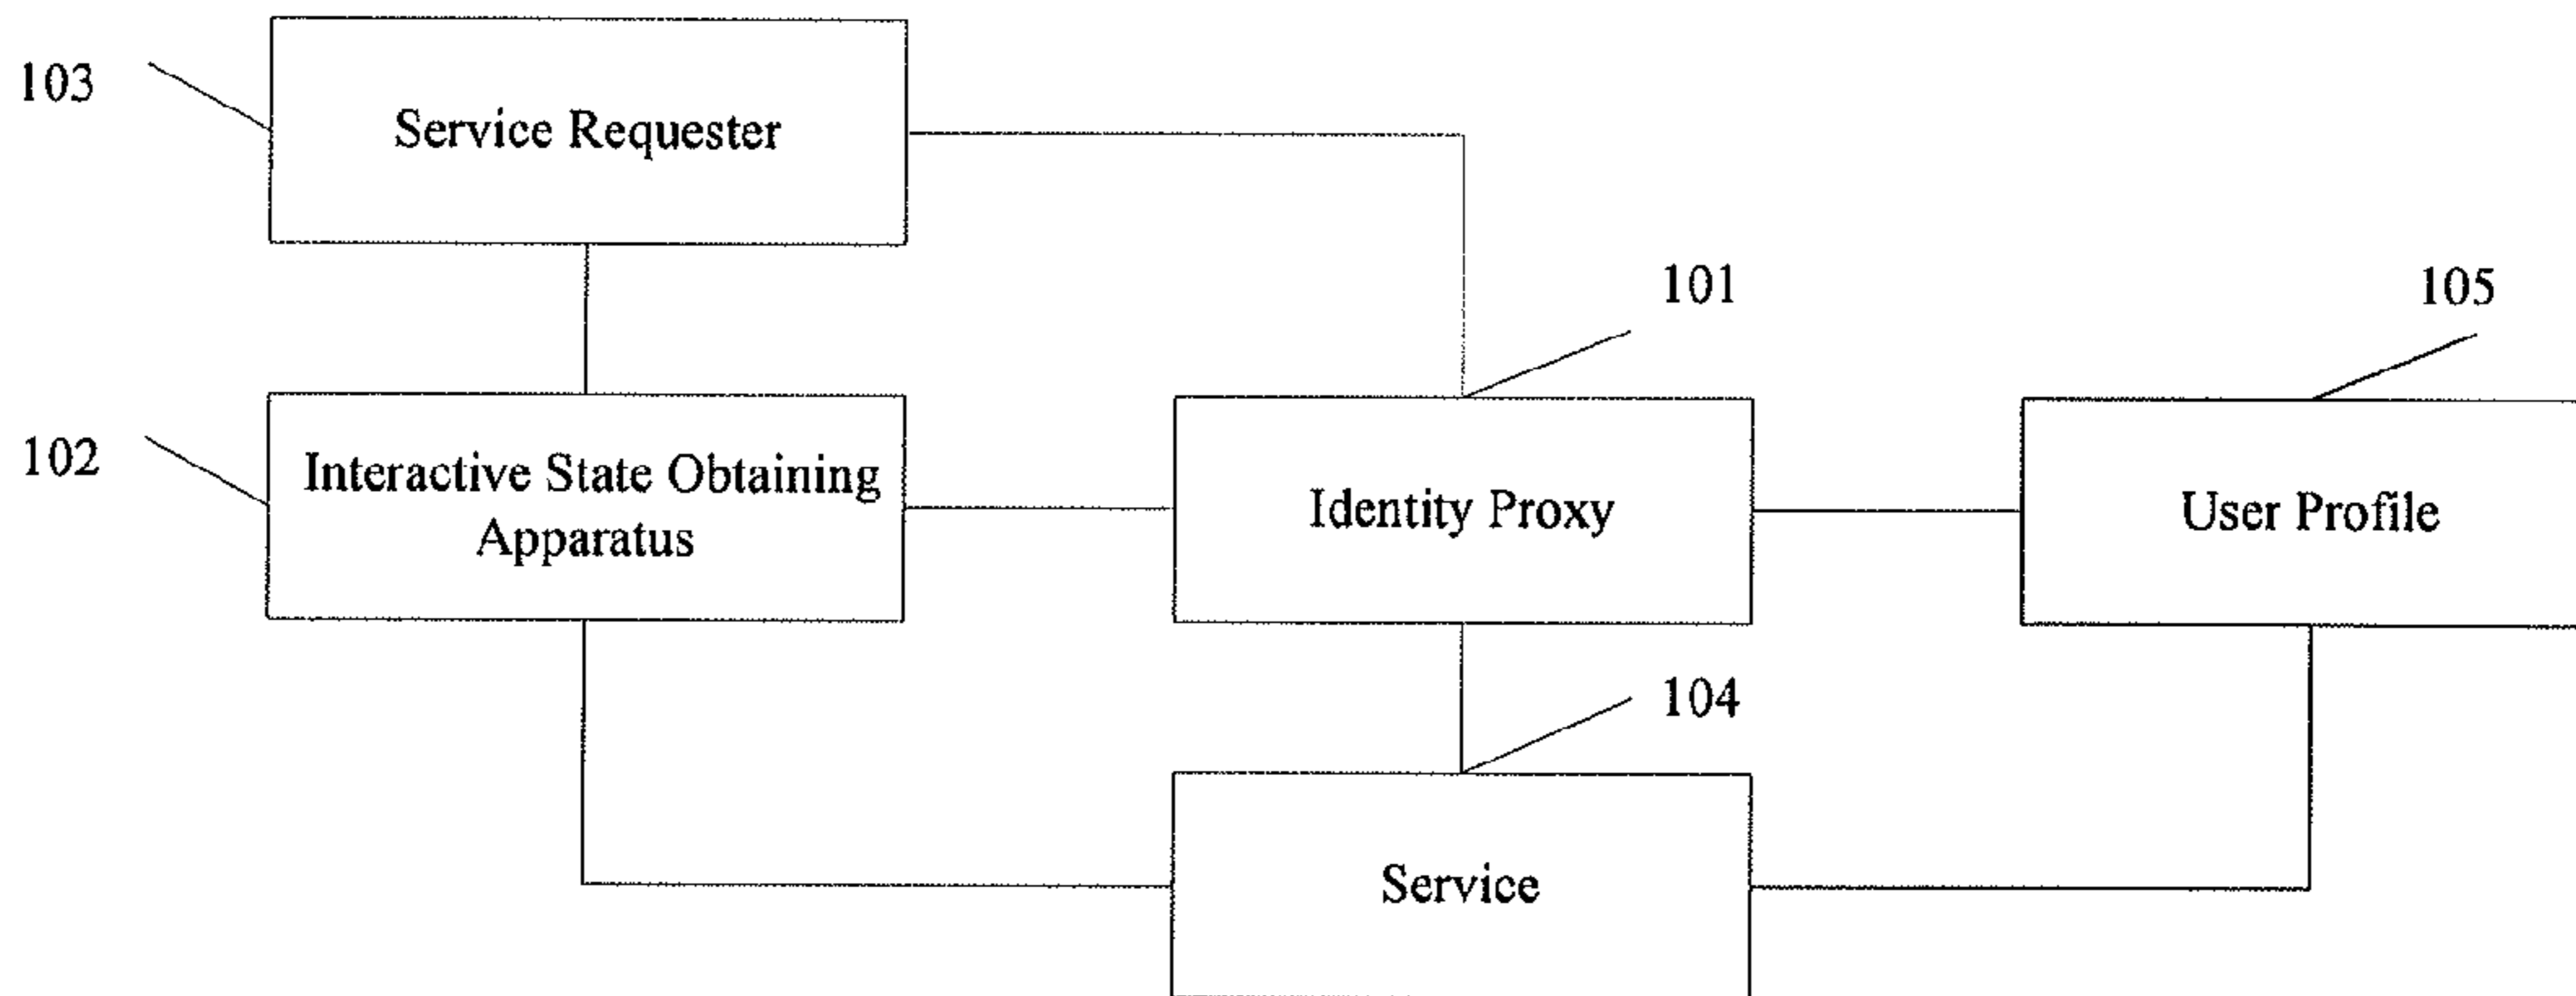 103
Service Requester
101
105
102
Interactive State Obtaining
Apparatus
Identity Proxy
User Profile
104
Service